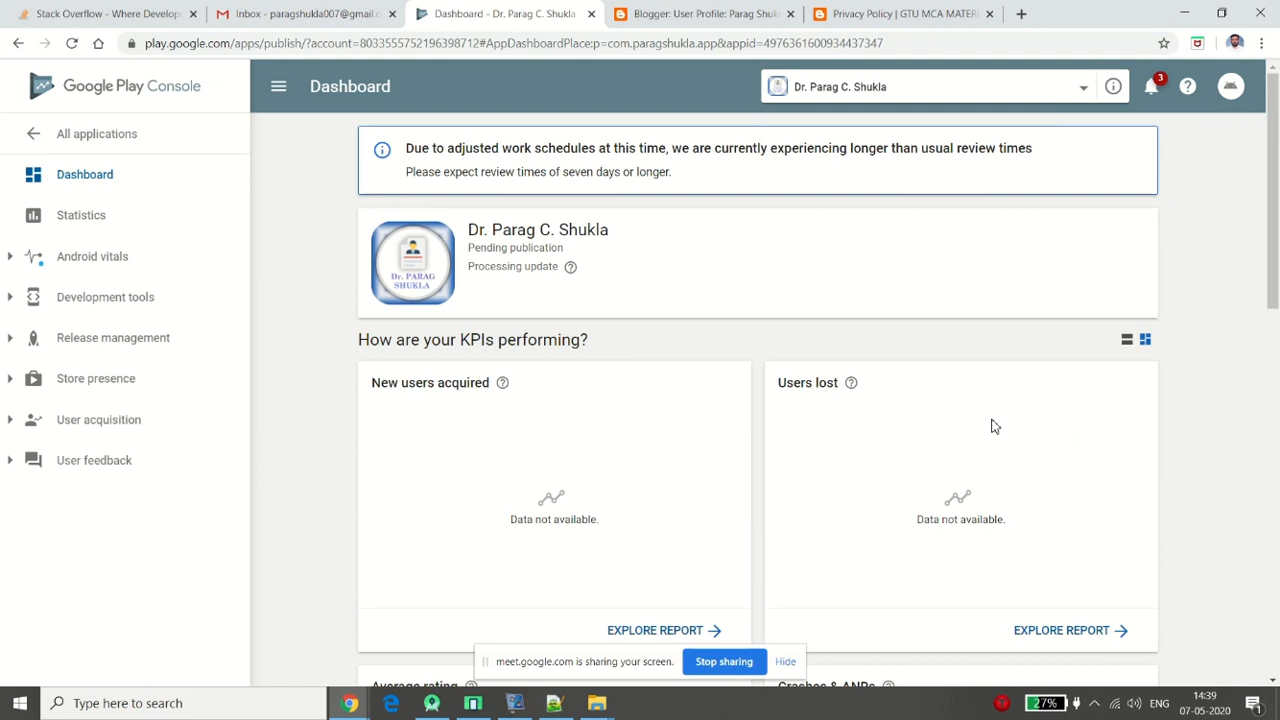 Stack Overflow - Where Develop
Inbox - paragshukla007@gmail.c
Dashboard - Dr. Parag C. Shukla
Blogger: User Profile: Parag Shuk
Privacy Policy | GTU MCA MATER
play.google.com/apps/publish/?account=8033555752196398712#AppDashboardPlace:p=com.paragshukla.app&appid=4976361600934437347
Google Play Console
Dashboard
Dr. Parag C. Shukla
3
All applications
Dashboard
Statistics
Android vitals
Development tools
Release management
Store presence
User acquisition
User feedback
Due to adjusted work schedules at this time, we are currently experiencing longer than usual review times
Please expect review times of seven days or longer.
Dr. PARAG
SHUKLA
Dr. Parag C. Shukla
Pending publication
Processing update
How are your KPIs performing?
New users acquired
Data not available.
EXPLORE REPORT
Users lost
Data not available.
EXPLORE REPORT
meet.google.com is sharing your screen.
Stop sharing
Hide
Average rating
Crashes & ANRs
Type here to search
27%
ENG
14:39
07-05-2020
1